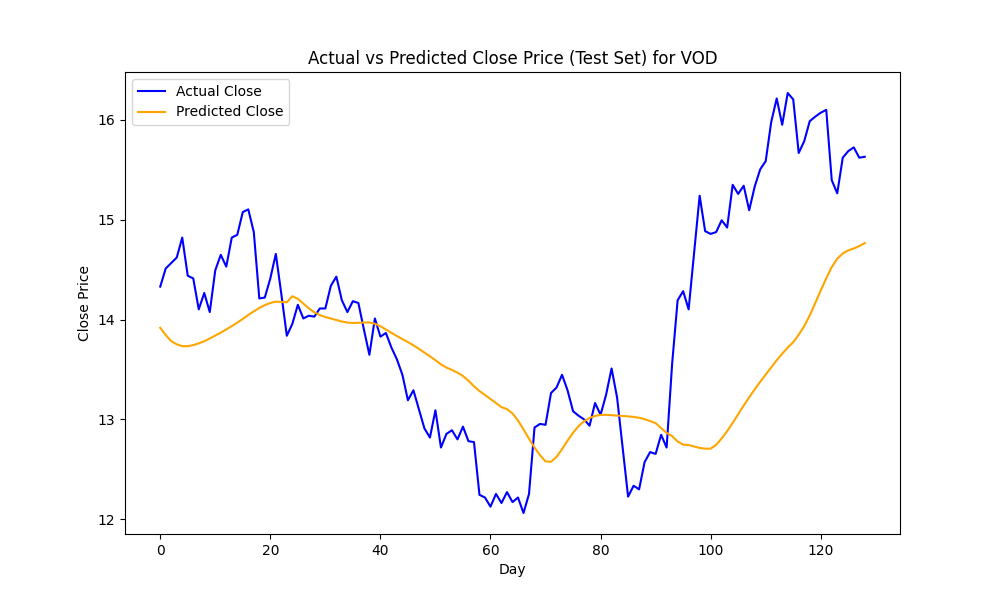 Actual vs Predicted Close Price (Test Set) for VOD
Actual Close
Predicted Close
16
15
14
13
12
Close Price
0 20 40 60 80 100 120
Day